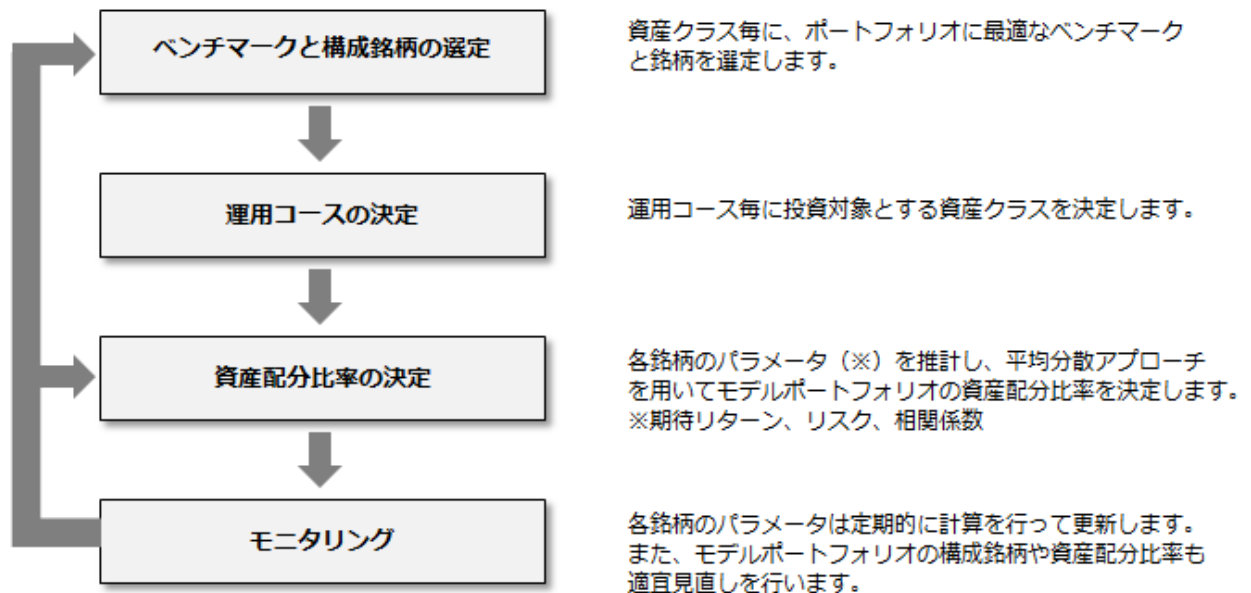 ベンチマークと構成銘柄の選定
資産クラス毎に、ポートフォリオに最適なベンチマーク
と銘柄を選定します。
運用コースの決定
運用コース毎に投資対象とする資産クラスを決定します。
資産配分比率の決定
各銘柄のパラメータ（※）を推計し、平均分散アプローチ
を用いてモデルポートフォリオの資産配分比率を決定します。
※期待リターン、リスク、相関係数
モニタリング
各銘柄のパラメータは定期的に計算を行って更新します。
また、モデルポートフォリオの構成銘柄や資産配分比率も
適宜見直しを行います。